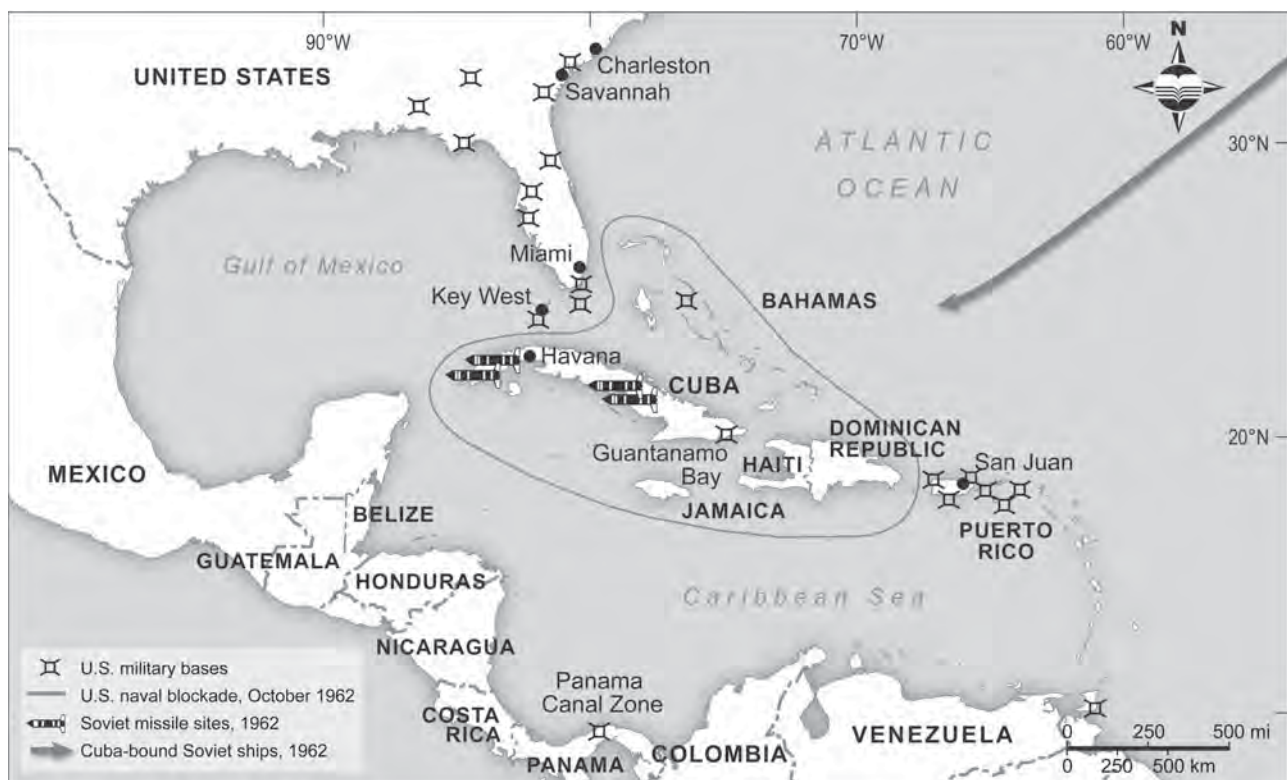 90°W
70°W
60°W
N
UNITED STATES
Charleston
Savannah
ATLANTIC
OCEAN
30°N
Gulf of Mexico
Miami
Key West
BAHAMAS
Havana
CUBA
Guantanamo
Bay
HAITI
DOMINICAN
REPUBLIC
20°N
San Juan
MEXICO
JAMAICA
PUERTO
RICO
BELIZE
GUATEMALA
HONDURAS
Caribbean Sea
NICARAGUA
U.S. military bases
U.S. naval blockade, October 1962
Soviet missile sites, 1962
Cuba-bound Soviet ships, 1962
COSTA
RICA
Panama
Canal Zone
PANAMA
COLOMBIA
VENEZUELA
0 250 500 mi
0 250 500 km